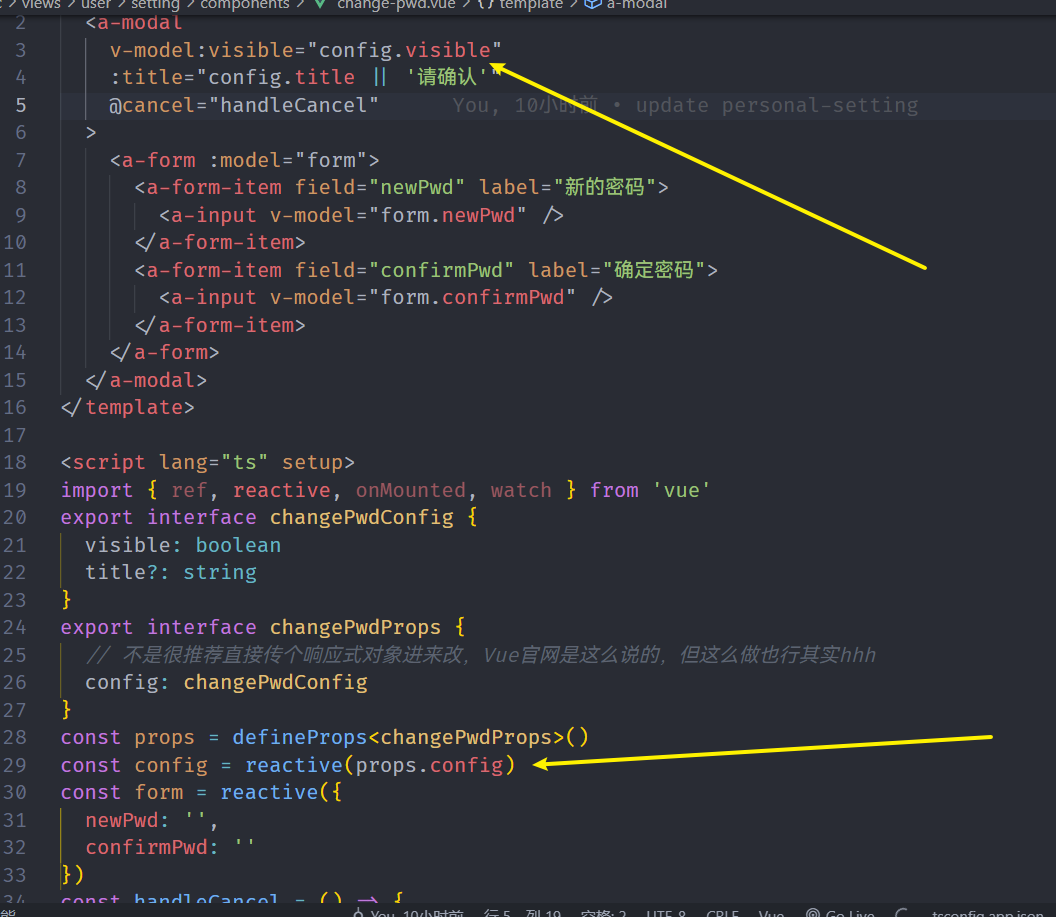 views > user > setting > components > change-pwd.vue > {} template > a-modal
2 <a-modal
3 v-model:visible="config.visible"
4 :title="config.title || '请确认'"
5 @cancel="handleCancel" You, 10小时前 • update personal-setting
6 >
7 <a-form :model="form">
8 <a-form-item field="newPwd" label="新的密码">
9 <a-input v-model="form.newPwd" />
10 </a-form-item>
11 <a-form-item field="confirmPwd" label="确定密码">
12 <a-input v-model="form.confirmPwd" />
13 </a-form-item>
14 </a-form>
15 </a-modal>
16 </template>
17
18 <script lang="ts" setup>
19 import { ref, reactive, onMounted, watch } from 'vue'
20 export interface changePwdConfig {
21 visible: boolean
22 title?: string
23 }
24 export interface changePwdProps {
25 // 不是很推荐直接传个响应式对象进来改，Vue官网是这么说的，但这么做也行其实hhh
26 config: changePwdConfig
27 }
28 const props = defineProps<changePwdProps>()
29 const config = reactive(props.config)
30 const form = reactive({
31 newPwd: '',
32 confirmPwd: ''
33 })
34 const handleCancel = () => {
You, 10小时前 行 5，列 19 空格: 2 UTF-8 CRLF Vue Go Live tsconfig.app.json